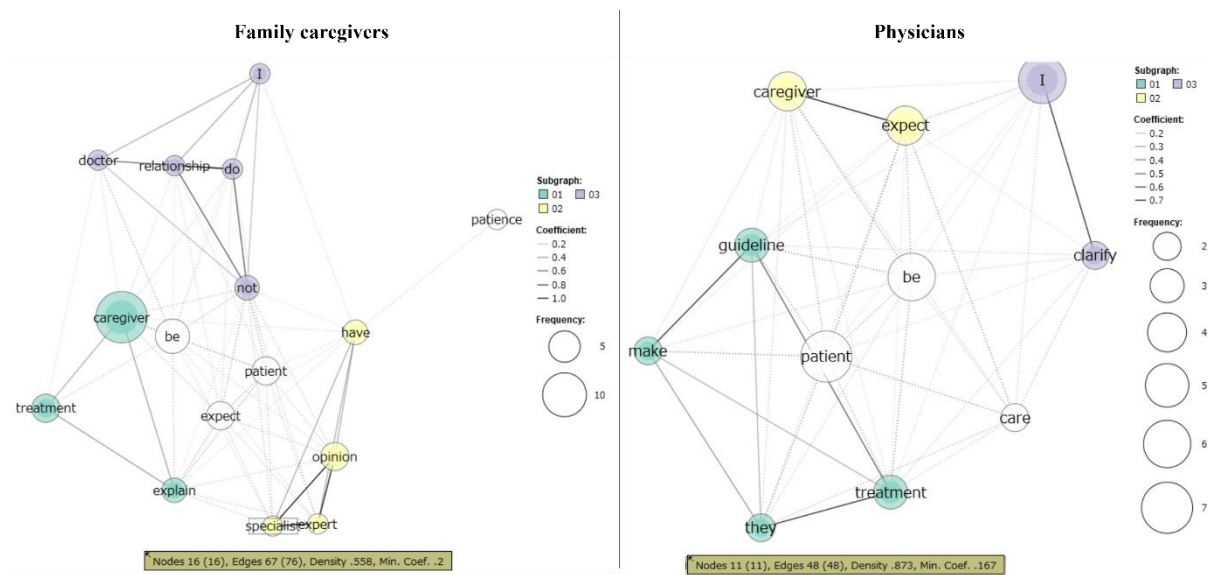 Family caregivers
I
doctor
relationship
do
patience
not
caregiver
be
have
patient
treatment
expect
opinion
explain
specialist
expert
Subgraph:
01 03
02
Coefficient:
0.2
0.4
0.6
0.8
1.0
Frequency:
5
10
Nodes 16 (16), Edges 67 (76), Density .558, Min. Coef. .2
Physicians
I
caregiver
expect
guideline
clarify
be
make
patient
care
treatment
they
Subgraph:
01 03
02
Coefficient:
0.2
0.3
0.4
0.5
0.6
0.7
Frequency:
2
3
4
5
6
7
Nodes 11 (11), Edges 48 (48), Density .873, Min. Coef. .167